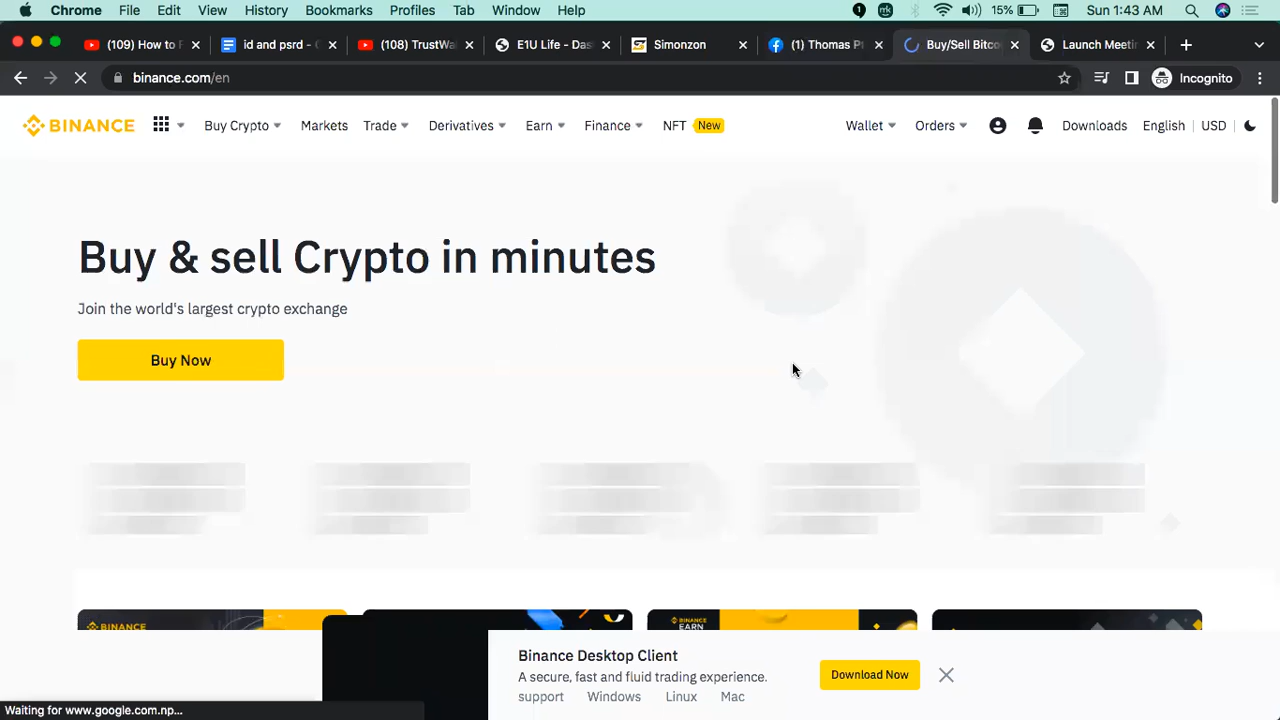 Chrome File Edit View History Bookmarks Profiles Tab Window Help 15% Sun 1:43 AM
(109) How to F id and psrd - G (108) TrustWa E1U Life - Das Simonzon (1) Thomas Pf Buy/Sell Bitco Launch Meeti
binance.com/en Incognito
BINANCE Buy Crypto Markets Trade Derivatives Earn Finance NFT New Wallet Orders Downloads English USD
Buy & sell Crypto in minutes
Join the world's largest crypto exchange
Buy Now
BINANCE
BINANCE
EARN
Binance Desktop Client
A secure, fast and fluid trading experience.
support Windows Linux Mac
Download Now
Waiting for www.google.com.np...